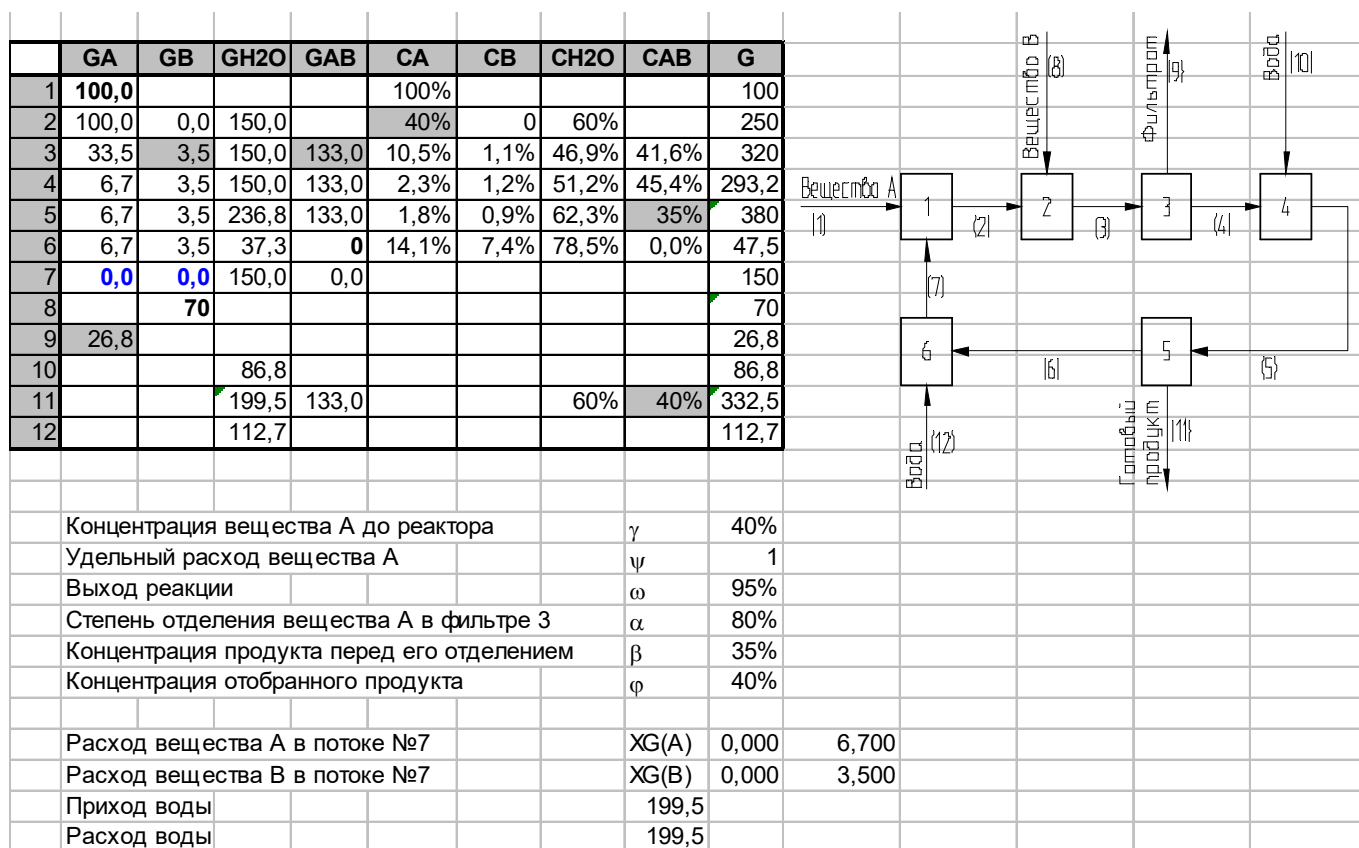 GA GB GH2O GAB CA CB CH2O CAB G
1 100,0 100% 100
2 100,0 0,0 150,0 40% 0 60% 250
3 33,5 3,5 150,0 133,0 10,5% 1,1% 46,9% 41,6% 320
4 6,7 3,5 150,0 133,0 2,3% 1,2% 51,2% 45,4% 293,2
5 6,7 3,5 236,8 133,0 1,8% 0,9% 62,3% 35% 380
6 6,7 3,5 37,3 0 14,1% 7,4% 78,5% 0,0% 47,5
7 0,0 0,0 150,0 0,0 150
8 70 70
9 26,8 26,8
10 86,8 86,8
11 199,5 133,0 60% 40% 332,5
12 112,7 112,7
Вещество B
(8)
Фильтрат
(9)
Вода
(10)
Вещества A
(1)
1
(2)
2
(3)
3
(4)
4
(7)
6
(6)
5
(5)
Вода
(12)
Готовый
продукт
(11)
Концентрация вещества А до реактора γ 40%
Удельный расход вещества А ψ 1
Выход реакции ω 95%
Степень отделения вещества А в фильтре 3 α 80%
Концентрация продукта перед его отделением β 35%
Концентрация отобранного продукта φ 40%
Расход вещества А в потоке №7 XG(A) 0,000 6,700
Расход вещества В в потоке №7 XG(B) 0,000 3,500
Приход воды 199,5
Расход воды 199,5